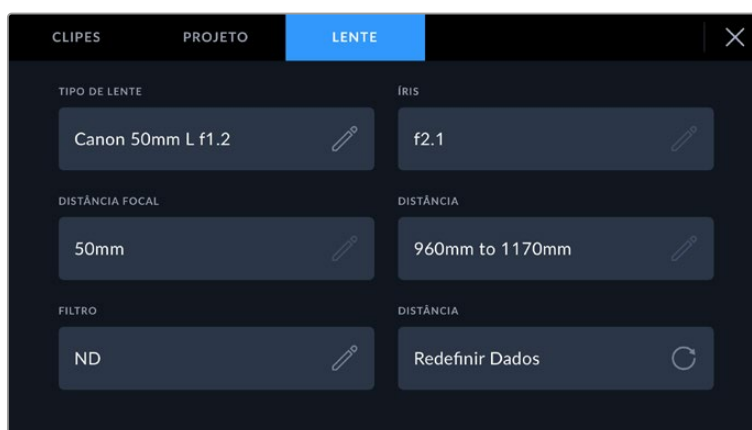 CLIPES PROJETO LENTE
TIPO DE LENTE
Canon 50mm L f1.2
ÍRIS
f2.1
DISTÂNCIA FOCAL
50mm
DISTÂNCIA
960mm to 1170mm
FILTRO
ND
DISTÂNCIA
Redefinir Dados